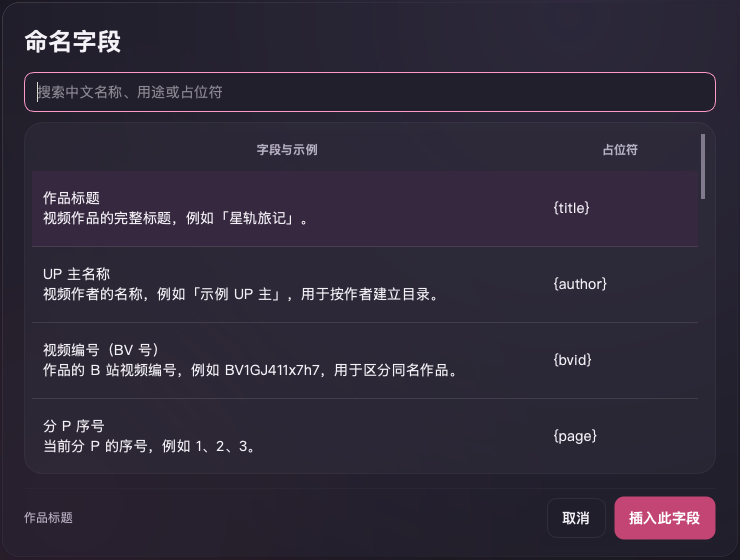 命名字段
搜索中文名称、用途或占位符
字段与示例
占位符
作品标题
视频作品的完整标题，例如「星轨旅记」。
{title}
UP 主名称
视频作者的名称，例如「示例 UP 主」，用于按作者建立目录。
{author}
视频编号（BV 号）
作品的 B 站视频编号，例如 BV1GJ411x7h7，用于区分同名作品。
{bvid}
分 P 序号
当前分 P 的序号，例如 1、2、3。
{page}
作品标题
取消
插入此字段